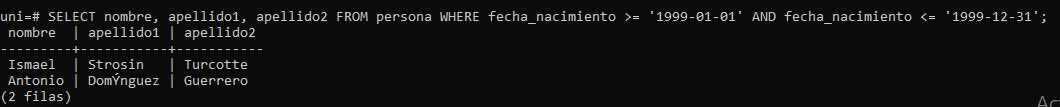 uni=# SELECT nombre, apellido1, apellido2 FROM persona WHERE fecha_nacimiento >= '1999-01-01' AND fecha_nacimiento <= '1999-12-31';
 nombre  | apellido1 | apellido2
---------+-----------+-----------
 Ismael  | Strosin   | Turcotte
 Antonio | DomÝnguez | Guerrero
(2 filas)